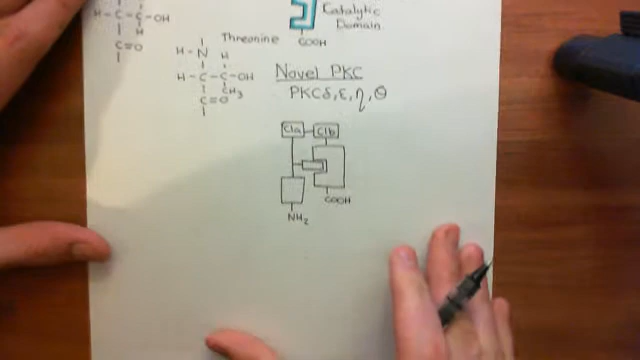 H-C-C-OH
H
C=O
Catalytic
Domain
COOH
Threonine
H-N H
H-C-C-OH
CH3
C=O
Novel PKC
PKCδ, ε, η, θ
C1a C1b
COOH
NH2